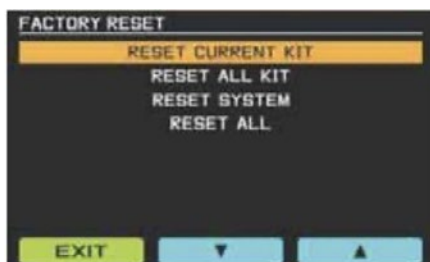 FACTORY RESET
RESET CURRENT KIT
RESET ALL KIT
RESET SYSTEM
RESET ALL
EXIT ▼ ▲